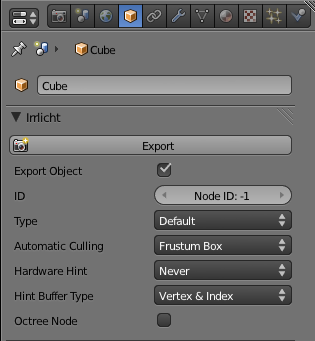 Cube
Cube
Irrlicht
Export
Export Object
ID Node ID: -1
Type Default
Automatic Culling Frustum Box
Hardware Hint Never
Hint Buffer Type Vertex & Index
Octree Node